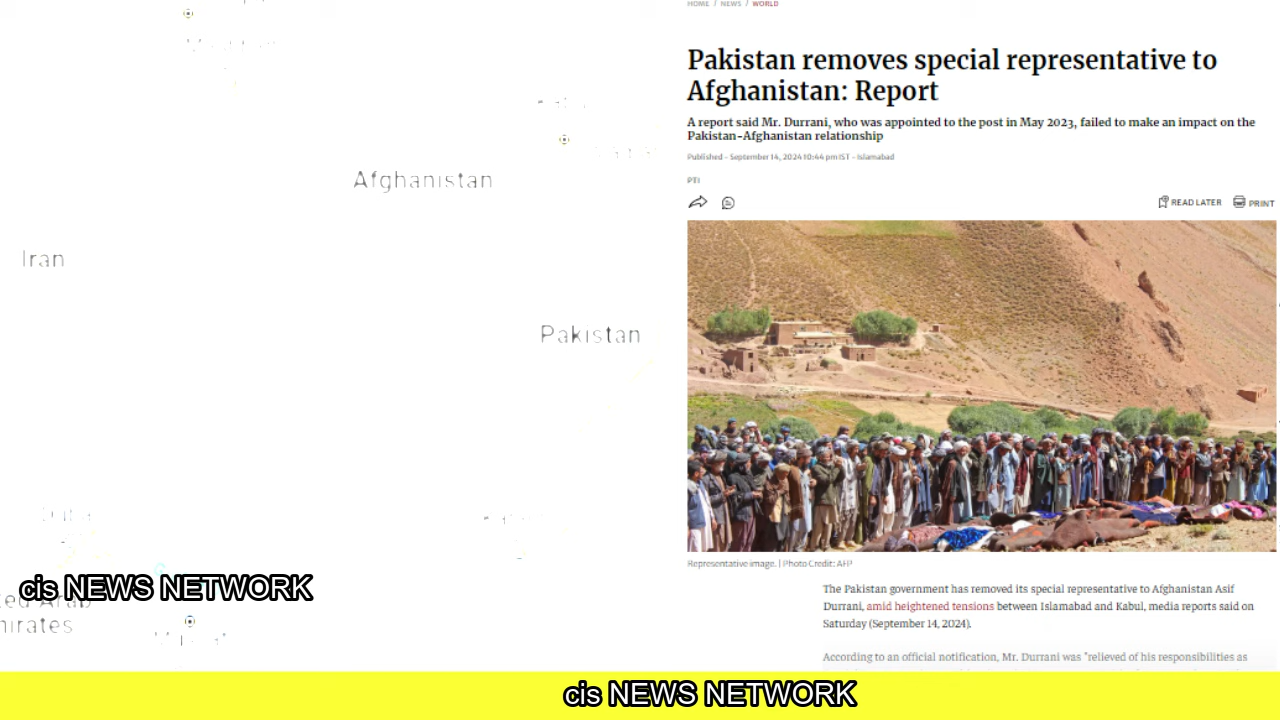 HOME / NEWS / WORLD
Pakistan removes special representative to
Afghanistan: Report
A report said Mr. Durrani, who was appointed to the post in May 2023, failed to make an impact on the
Pakistan-Afghanistan relationship
Published - September 14, 2024 10:44 pm IST - Islamabad
PTI
READ LATER PRINT
Afghanistan
Iran
Pakistan
Representative image. | Photo Credit: AFP
The Pakistan government has removed its special representative to Afghanistan Asif
Durrani, amid heightened tensions between Islamabad and Kabul, media reports said on
Saturday (September 14, 2024).
According to an official notification, Mr. Durrani was "relieved of his responsibilities as
cis NEWS NETWORK
cis NEWS NETWORK